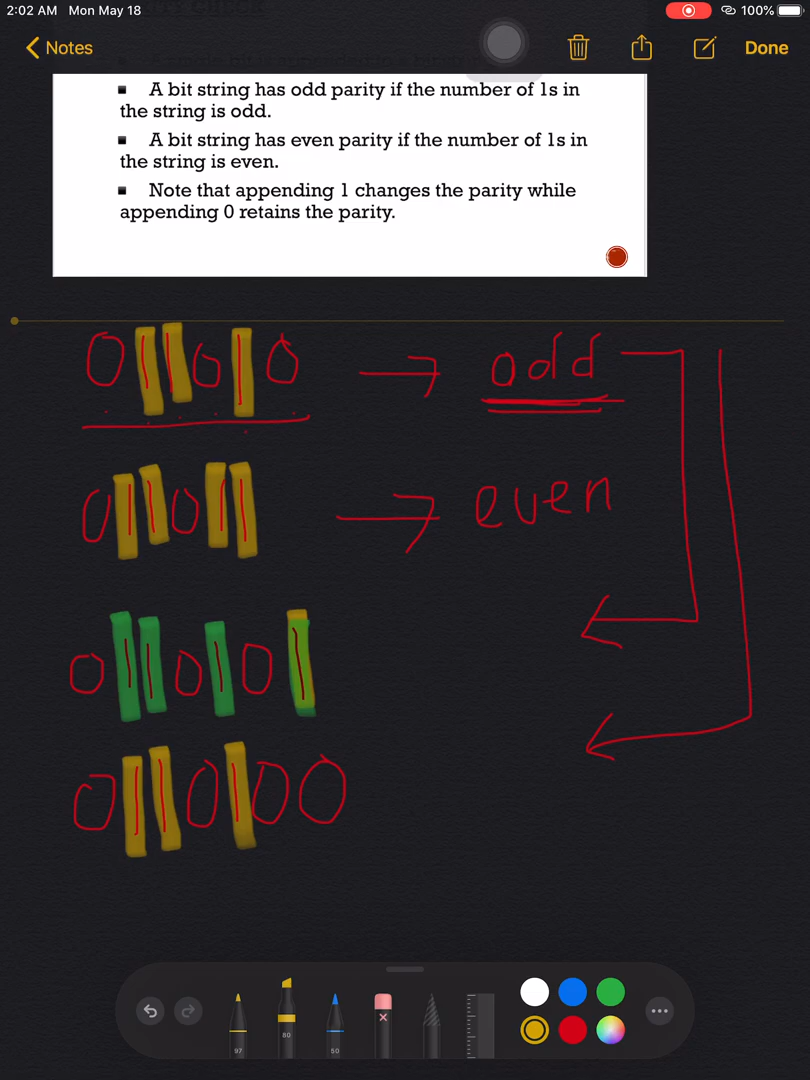 2:02 AM Mon May 18 100%
Notes Done
▪ A bit string has odd parity if the number of 1s in
the string is odd.
▪ A bit string has even parity if the number of 1s in
the string is even.
▪ Note that appending 1 changes the parity while
appending 0 retains the parity.
011010 → odd
011011 → even
0110101
0110100
97 80 50